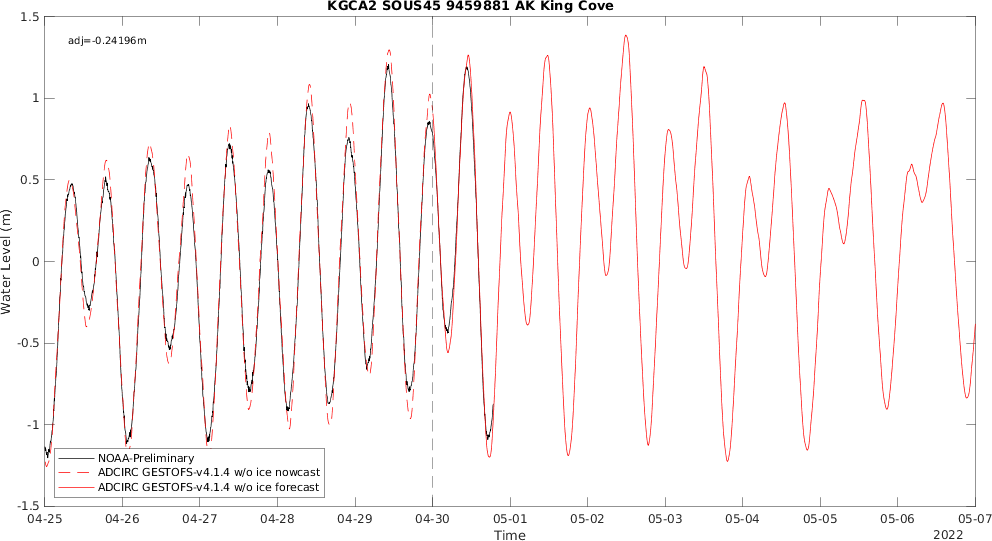 KGCA2 SOUS45 9459881 AK King Cove
adj=-0.24196m
1.5
1
0.5
0
-0.5
-1
-1.5
Water Level (m)
NOAA-Preliminary
ADCIRC GESTOFS-v4.1.4 w/o ice nowcast
ADCIRC GESTOFS-v4.1.4 w/o ice forecast
04-25 04-26 04-27 04-28 04-29 04-30 05-01 05-02 05-03 05-04 05-05 05-06 05-07
Time
2022